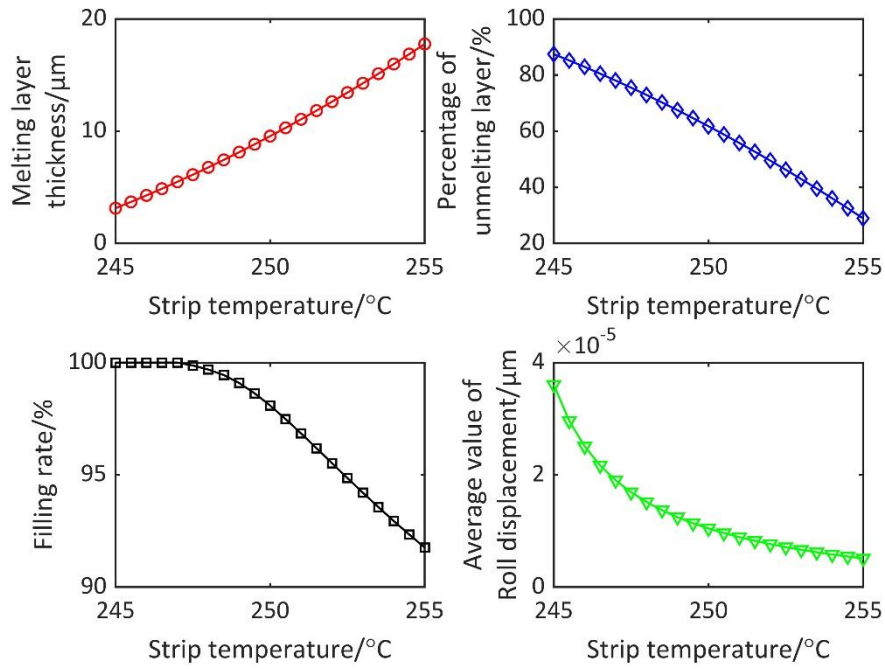 Melting layer
thickness/μm
20
10
0
245 250 255
Strip temperature/°C
Percentage of
unmelting layer/%
100
80
60
40
20
245 250 255
Strip temperature/°C
Filling rate/%
100
95
90
245 250 255
Strip temperature/°C
Average value of
Roll displacement/μm
×10⁻⁵
4
2
0
245 250 255
Strip temperature/°C